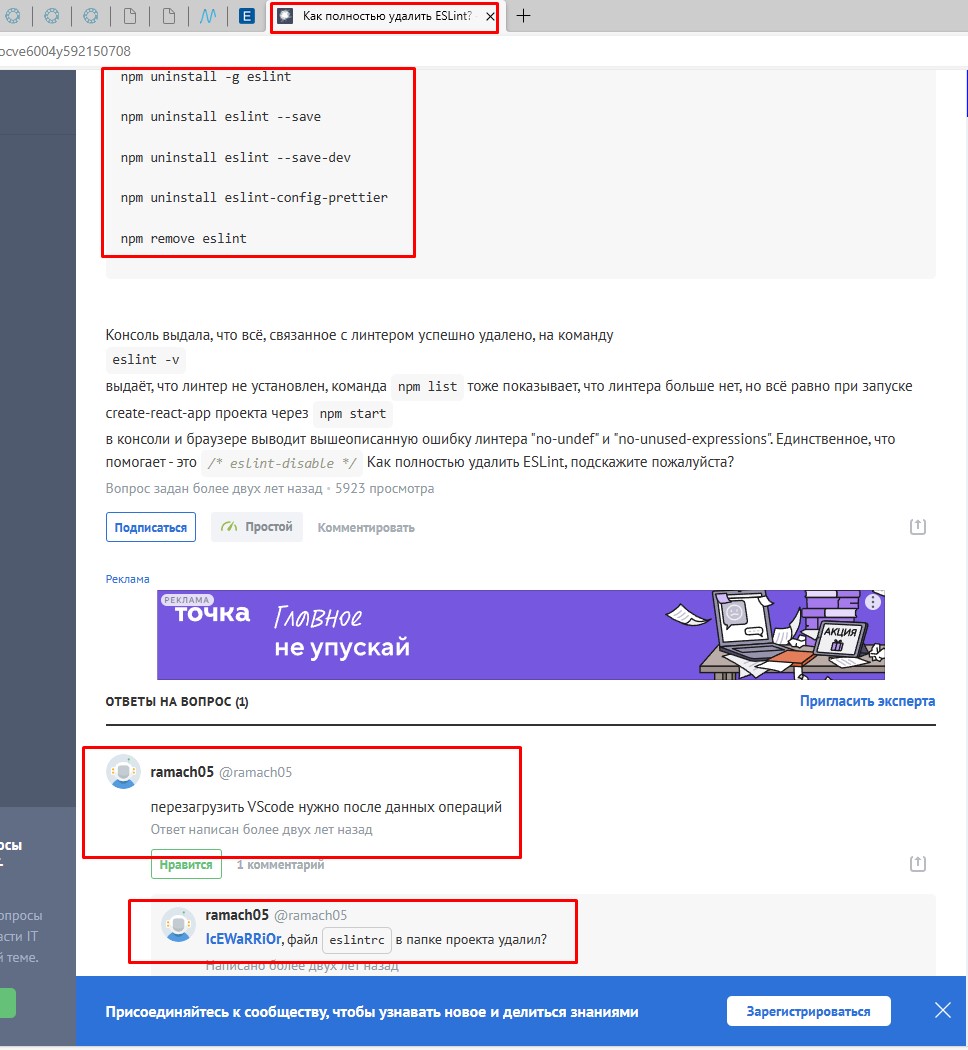 E
Как полностью удалить ESLint?
ocve6004y592150708
npm uninstall -g eslint
npm uninstall eslint --save
npm uninstall eslint --save-dev
npm uninstall eslint-config-prettier
npm remove eslint
Консоль выдала, что всё, связанное с линтером успешно удалено, на команду
eslint -v
выдаёт, что линтер не установлен, команда npm list тоже показывает, что линтера больше нет, но всё равно при запуске
create-react-app проекта через npm start
в консоли и браузере выводит вышеописанную ошибку линтера "no-undef" и "no-unused-expressions". Единственное, что
помогает - это /* eslint-disable */ Как полностью удалить ESLint, подскажите пожалуйста?
Вопрос задан более двух лет назад • 5923 просмотра
Подписаться Простой Комментировать
Реклама
РЕКЛАМА
точка Главное
не упускай
АКЦИЯ
ОТВЕТЫ НА ВОПРОС (1) Пригласить эксперта
ramach05 @ramach05
перезагрузить VScode нужно после данных операций
Ответ написан более двух лет назад
Нравится 1 комментарий
ramach05 @ramach05
IcEWaRRiOr, файл eslintrc в папке проекта удалил?
Написано более двух лет назад
осы
опросы
асти IT
й теме.
Присоединяйтесь к сообществу, чтобы узнавать новое и делиться знаниями Зарегистрироваться